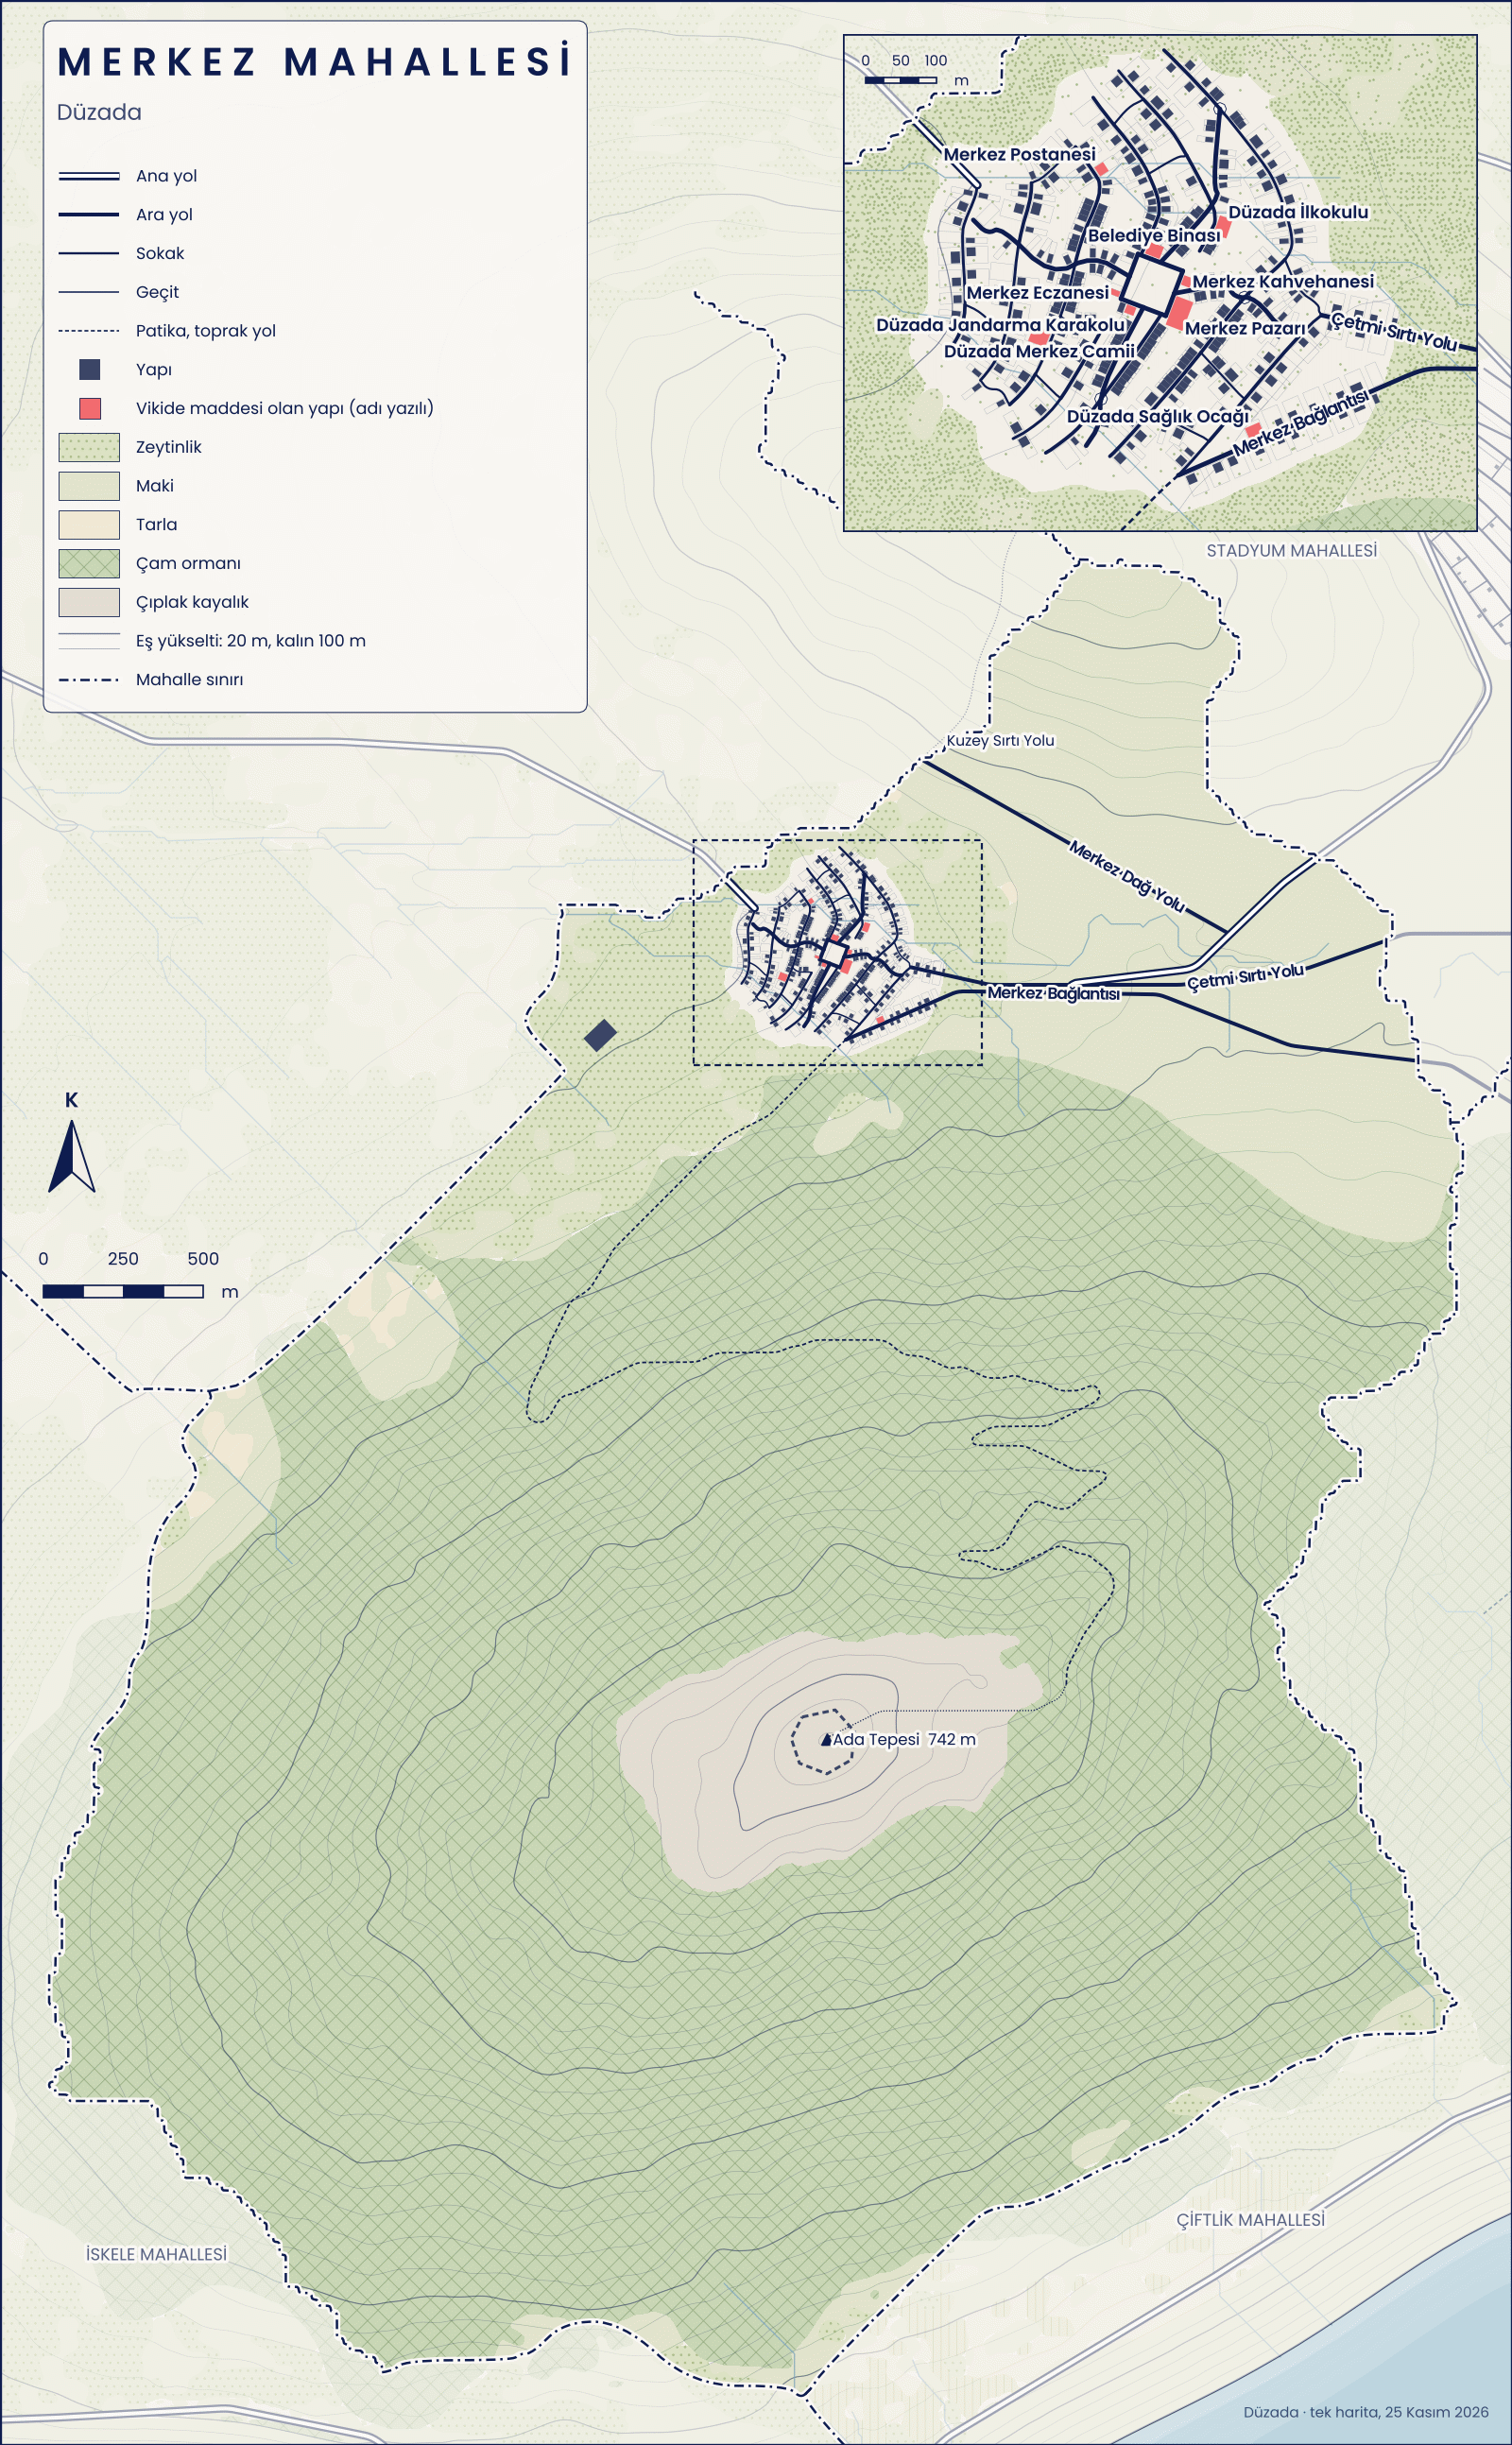 MERKEZ MAHALLESİ
Düzada
Ana yol
Ara yol
Sokak
Geçit
Patika, toprak yol
Yapı
Vikide maddesi olan yapı (adı yazılı)
Zeytinlik
Maki
Tarla
Çam ormanı
Çıplak kayalık
Eş yükselti: 20 m, kalın 100 m
Mahalle sınırı
0 50 100
m
Merkez Postanesi
Düzada İlkokulu
Belediye Binası
Merkez Kahvehanesi
Merkez Eczanesi
Düzada Jandarma Karakolu
Merkez Pazarı
Çetmi Sırtı Yolu
Düzada Merkez Camii
Düzada Sağlık Ocağı
Merkez Bağlantısı
STADYUM MAHALLESİ
Kuzey Sırtı Yolu
Merkez Dağ Yolu
Çetmi Sırtı Yolu
Merkez Bağlantısı
K
0 250 500
m
Ada Tepesi 742 m
ÇİFTLİK MAHALLESİ
İSKELE MAHALLESİ
Düzada · tek harita, 25 Kasım 2026